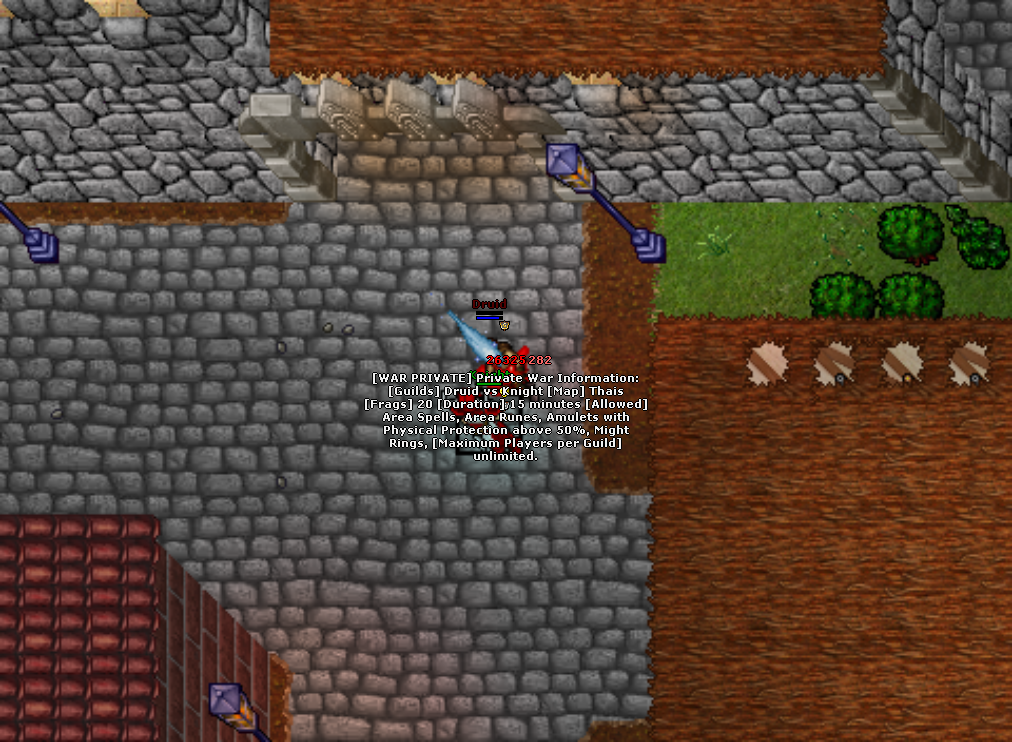 Druid
[WAR PRIVATE] Private War Information:
[Guilds] Druid vs Knight [Map] Thais
[Frags] 20 [Duration] 15 minutes [Allowed]
Area Spells, Area Runes, Amulets with
Physical Protection above 50%, Might
Rings, [Maximum Players per Guild]
unlimited.